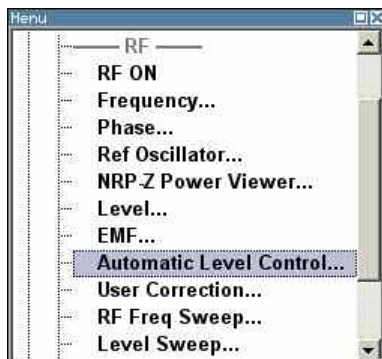 Menu
RF
RF ON
Frequency...
Phase...
Ref Oscillator...
NRP-Z Power Viewer...
Level...
EMF...
Automatic Level Control...
User Correction...
RF Freq Sweep...
Level Sweep...